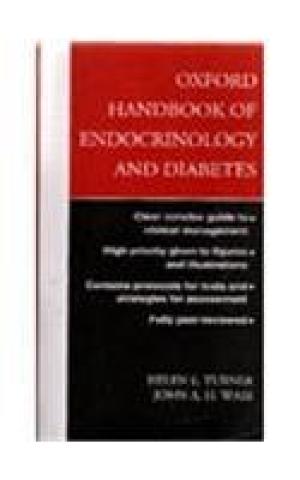 OXFORD
HANDBOOK OF
ENDOCRINOLOGY
AND DIABETES
Clear concise guide to
clinical management
High priority given to figures
and illustrations
Contains protocols for tests and
strategies for assessment
Fully peer-reviewed
HELEN E. TURNER
JOHN A. H. WASS